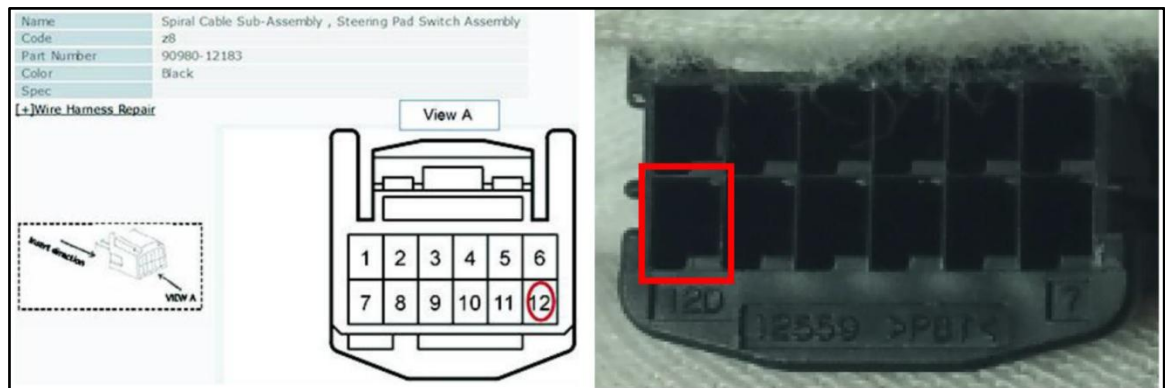 Name Spiral Cable Sub-Assembly , Steering Pad Switch Assembly
Code z8
Part Number 90980-12183
Color Black
Spec
[+]Wire Harness Repair
View A
Insert direction
VIEW A
1 2 3 4 5 6
7 8 9 10 11 12
12D
7
12559 >PBT<